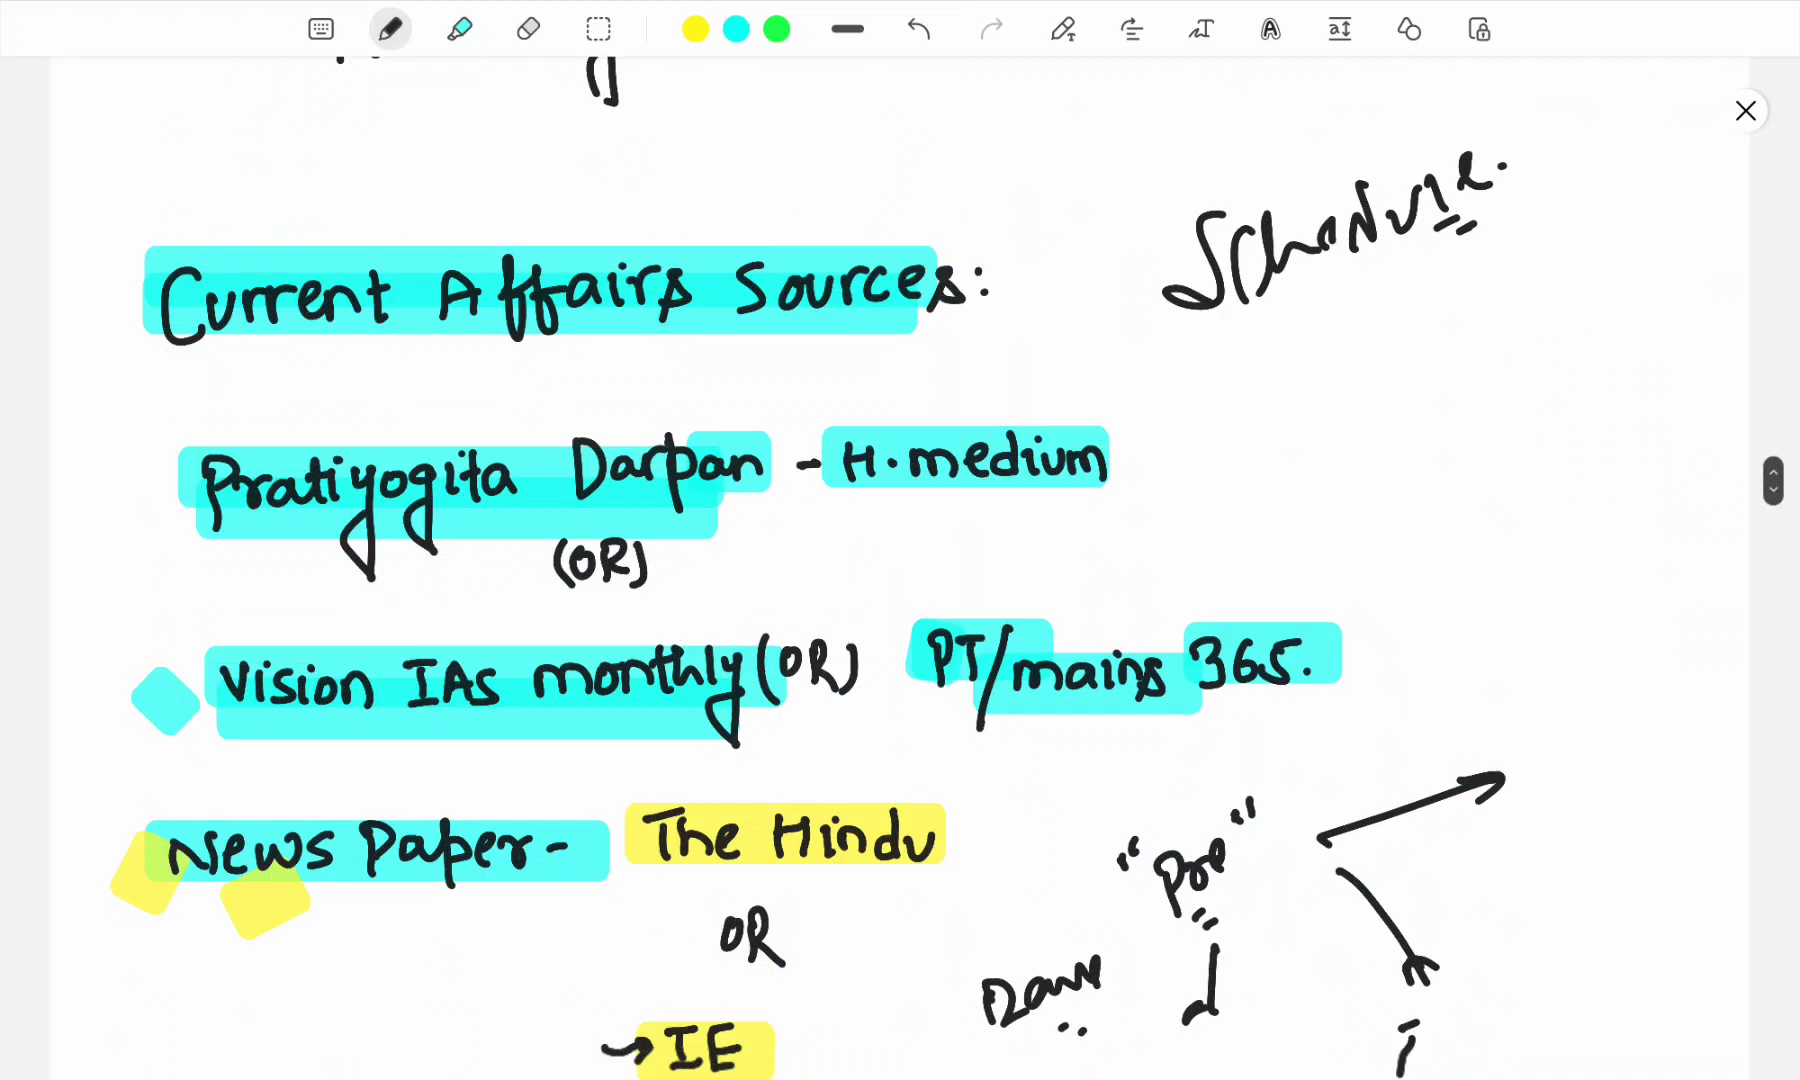 Schedule.
Current Affairs Sources:
Pratiyogita Darpan - H. medium
(OR)
Vision IAS monthly (OR) PT/mains 365.
News Paper- The Hindu
"Pre"
OR
→ IE